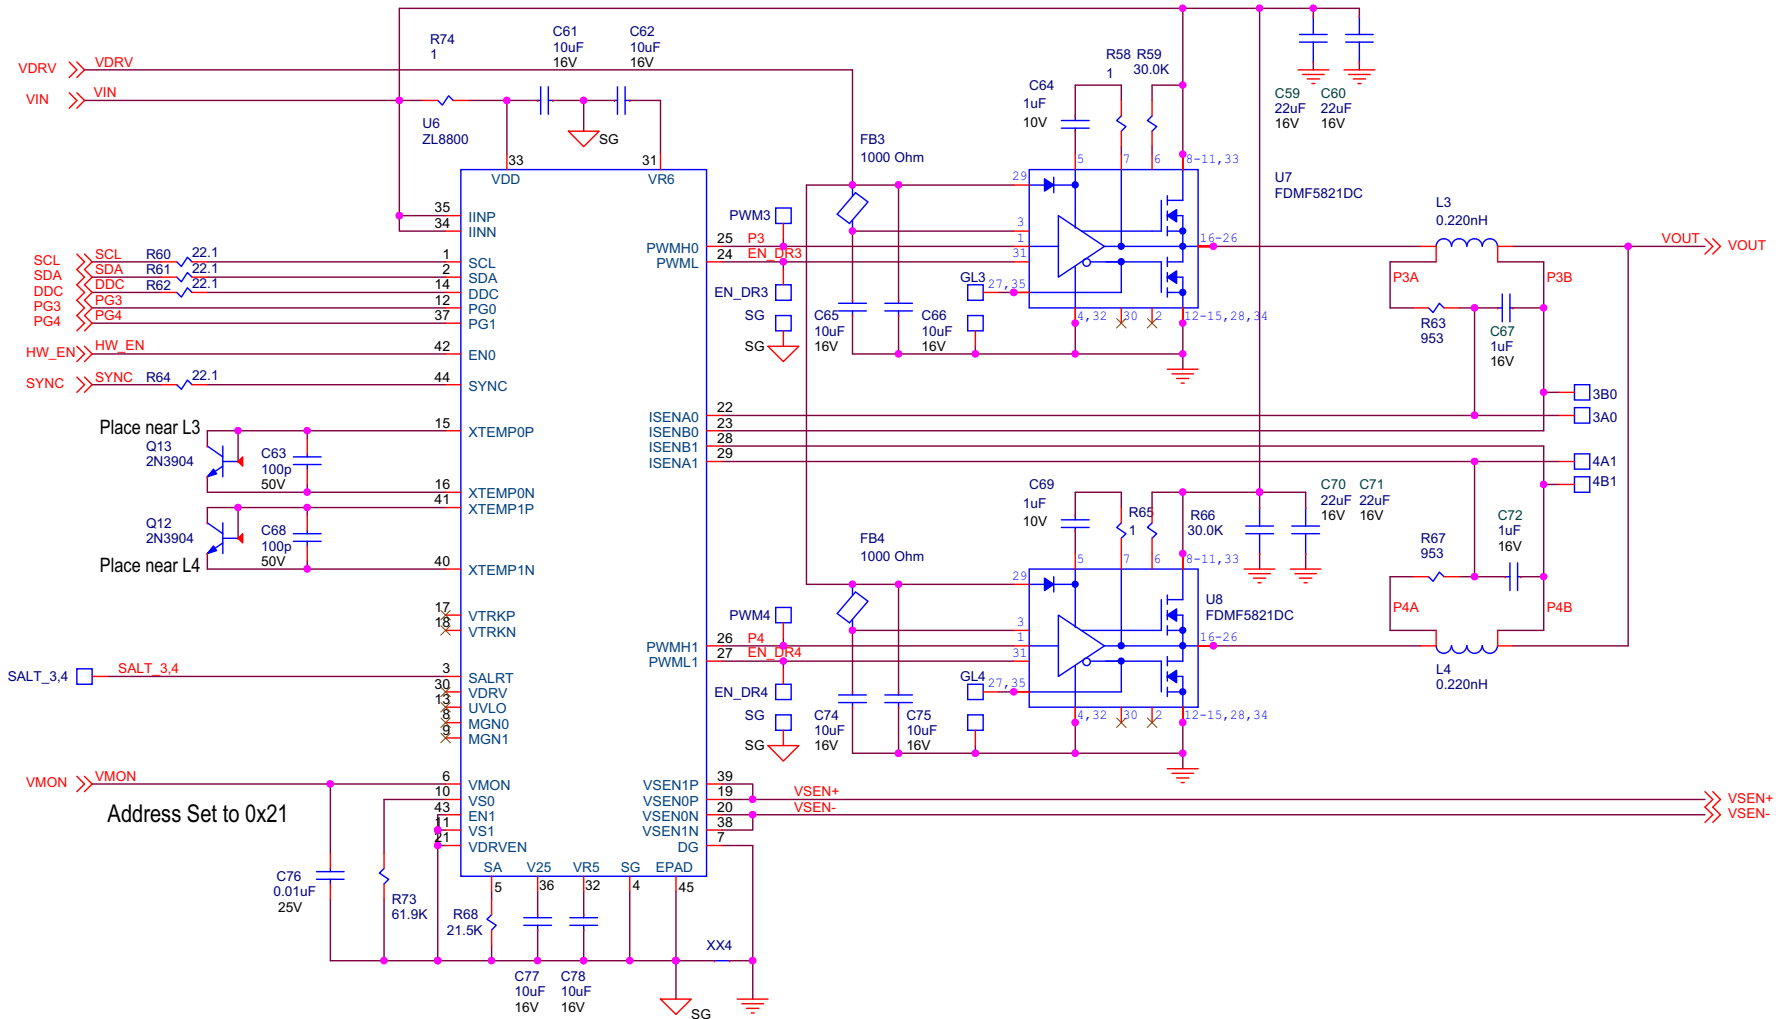 R74
1
C61
10uF
16V
C62
10uF
16V
VDRV
VDRV
VIN
VIN
U6
ZL8800
SG
33
VDD
31
VR6
R58
1
R59
30.0K
C64
1uF
10V
C59
22uF
16V
C60
22uF
16V
FB3
1000 Ohm
5
7
6
8-11,33
29
3
1
31
27,35
4,32
30
2
12-15,28,34
16-26
U7
FDMF5821DC
L3
0.220nH
VOUT
VOUT
P3A
P3B
R63
953
C67
1uF
16V
35
IINP
34
IINN
SCL
SCL
R60
22.1
1
SCL
SDA
SDA
R61
22.1
2
SDA
DDC
DDC
R62
22.1
14
DDC
PG3
PG3
12
PG0
PG4
PG4
37
PG1
HW_EN
HW_EN
42
EN0
SYNC
SYNC
R64
22.1
44
SYNC
PWM3
PWMH0
25
P3
PWML
24
EN_DR3
EN_DR3
SG
SG
GL3
C65
10uF
16V
C66
10uF
16V
3B0
3A0
4A1
4B1
ISENA0
22
ISENB0
23
ISENB1
28
ISENA1
29
Place near L3
Q13
2N3904
C63
100p
50V
15
XTEMP0P
16
XTEMP0N
41
XTEMP1P
Q12
2N3904
C68
100p
50V
Place near L4
40
XTEMP1N
17
VTRKP
18
VTRKN
C69
1uF
10V
R65
1
R66
30.0K
C70
22uF
16V
C71
22uF
16V
C72
1uF
16V
R67
953
FB4
1000 Ohm
5
7
6
8-11,33
29
3
1
31
27,35
4,32
30
2
12-15,28,34
16-26
U8
FDMF5821DC
P4A
P4B
L4
0.220nH
PWM4
PWMH1
26
P4
PWML1
27
EN_DR4
EN_DR4
SG
SG
GL4
C74
10uF
16V
C75
10uF
16V
SALT_3,4
SALT_3,4
3
SALRT
30
VDRV
13
UVLO
8
MGN0
9
MGN1
VMON
VMON
6
VMON
10
VS0
43
EN1
11
VS1
21
VDRVEN
Address Set to 0x21
VSEN1P
39
VSEN0P
19
VSEN+
VSEN+
VSEN0N
20
VSEN-
VSEN-
VSEN1N
38
DG
7
SA
V25
VR5
SG
EPAD
5
36
32
4
45
C76
0.01uF
25V
R73
61.9K
R68
21.5K
C77
10uF
16V
C78
10uF
16V
XX4
SG